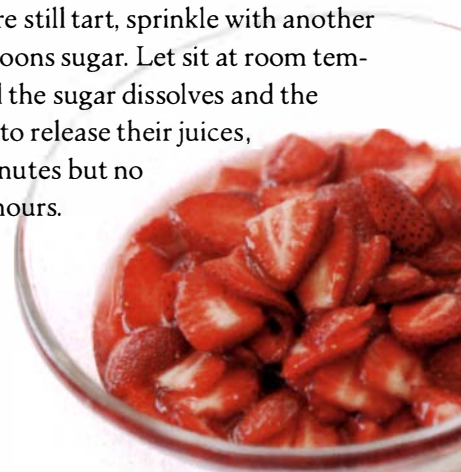 re still tart, sprinkle with another
oons sugar. Let sit at room tem-
the sugar dissolves and the
to release their juices,
nutes but no
hours.